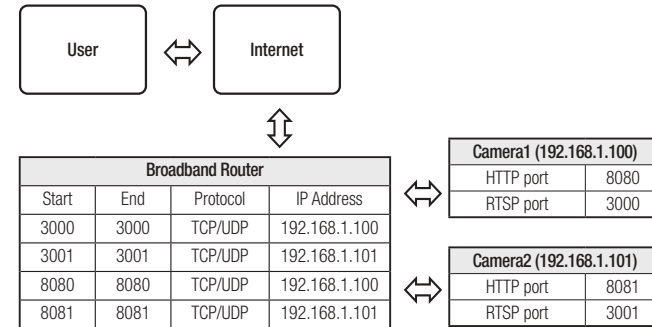 User
Internet
Broadband Router
Start End Protocol IP Address
3000 3000 TCP/UDP 192.168.1.100
3001 3001 TCP/UDP 192.168.1.101
8080 8080 TCP/UDP 192.168.1.100
8081 8081 TCP/UDP 192.168.1.101
Camera1 (192.168.1.100)
HTTP port 8080
RTSP port 3000
Camera2 (192.168.1.101)
HTTP port 8081
RTSP port 3001